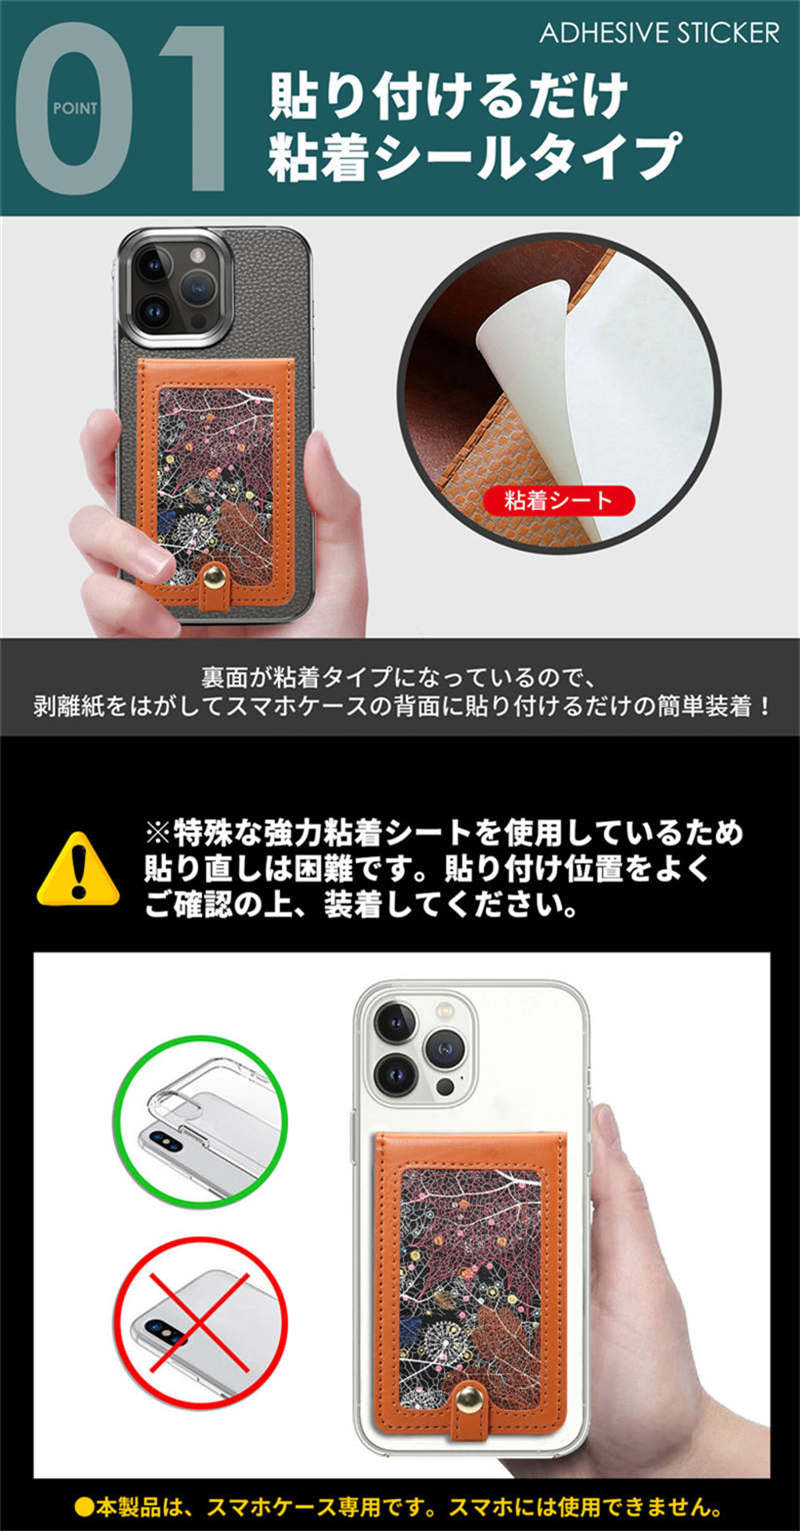 01
POINT
ADHESIVE STICKER
貼り付けるだけ
粘着シールタイプ
粘着シート
裏面が粘着タイプになっているので、
剥離紙をはがしてスマホケースの背面に貼り付けるだけの簡単装着！
※特殊な強力粘着シートを使用しているため
貼り直しは困難です。貼り付け位置をよく
ご確認の上、装着してください。
●本製品は、スマホケース専用です。スマホには使用できません。